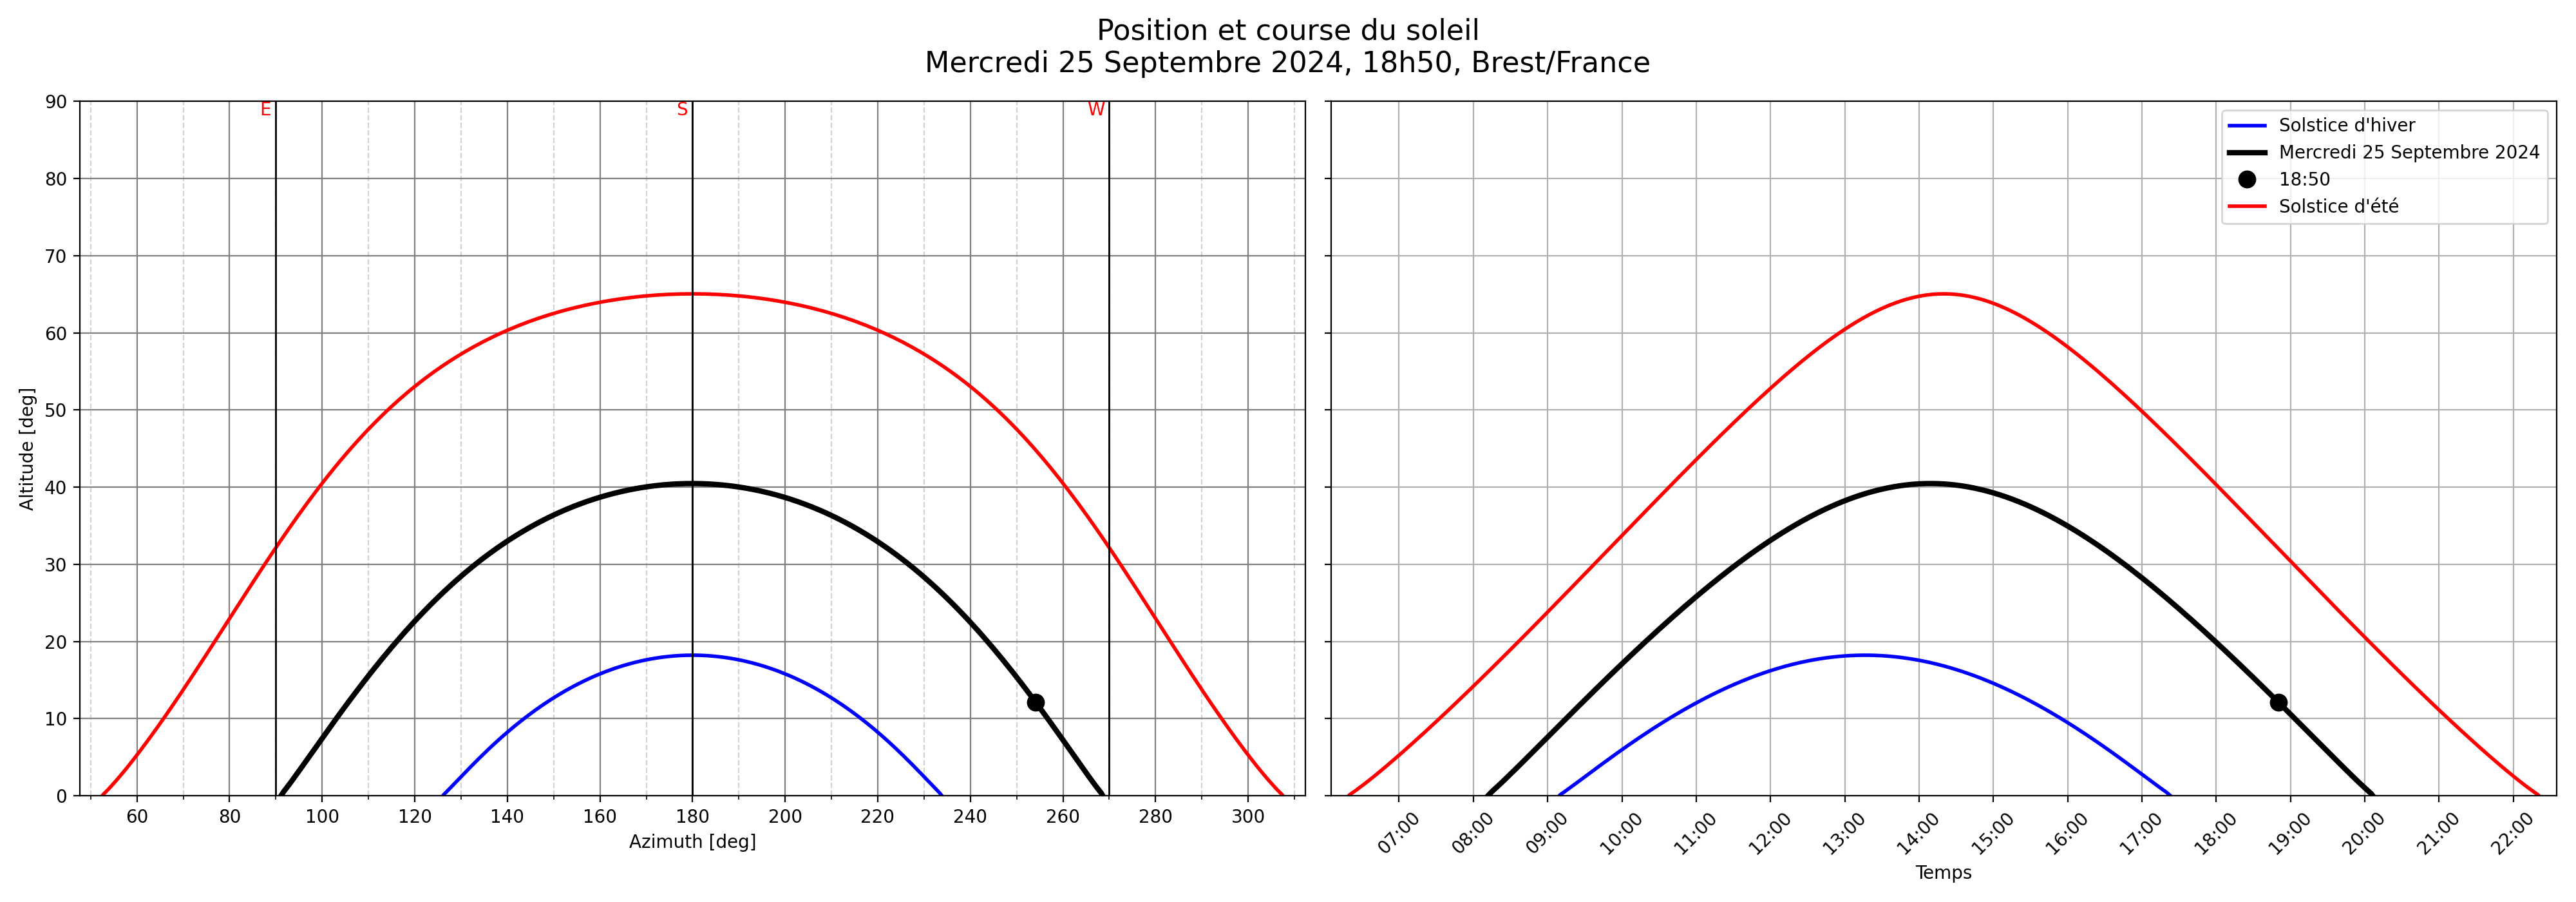 Position et course du soleil
Mercredi 25 Septembre 2024, 18h50, Brest/France
E
S
W
90
80
70
60
50
40
30
20
10
0
Altitude [deg]
60 80 100 120 140 160 180 200 220 240 260 280 300
Azimuth [deg]
Solstice d'hiver
Mercredi 25 Septembre 2024
18:50
Solstice d'été
07:00 08:00 09:00 10:00 11:00 12:00 13:00 14:00 15:00 16:00 17:00 18:00 19:00 20:00 21:00 22:00
Temps